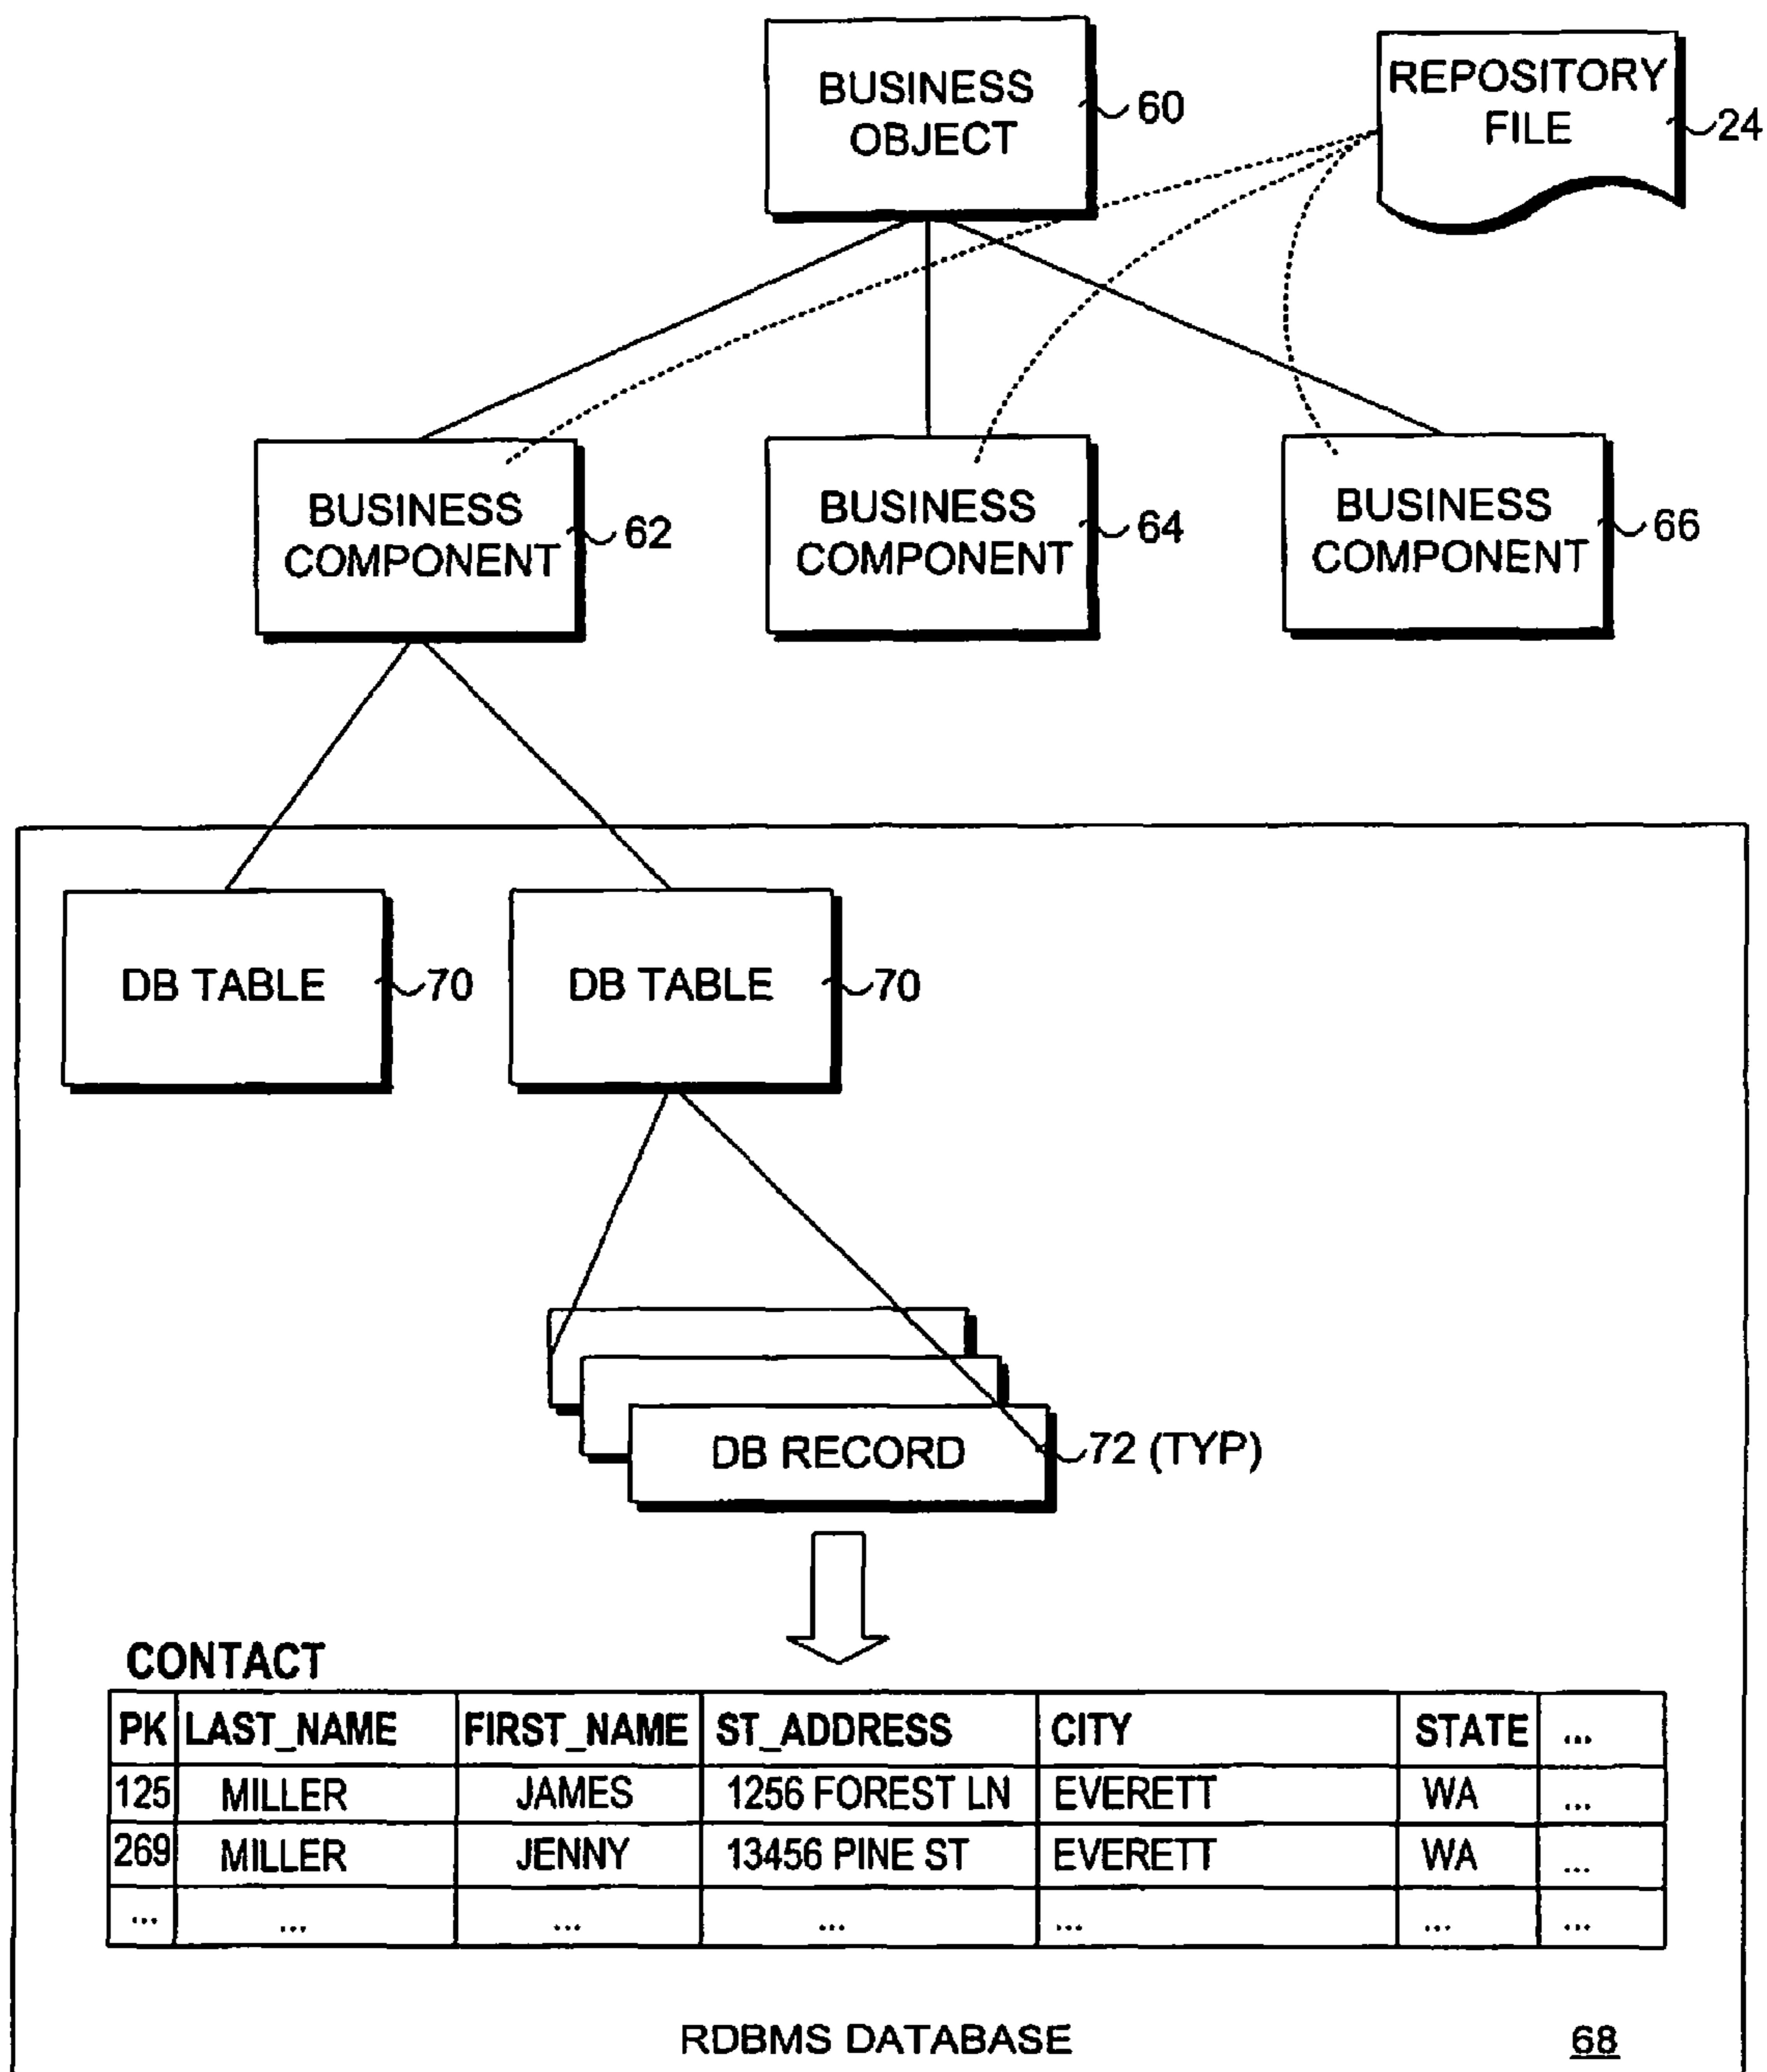 BUSINESS
OBJECT
60
REPOSITORY
FILE
24
BUSINESS
COMPONENT
62
BUSINESS
COMPONENT
64
BUSINESS
COMPONENT
66
DB TABLE
70
DB TABLE
70
DB RECORD
72 (TYP)
CONTACT
PK LAST_NAME FIRST_NAME ST_ADDRESS CITY STATE ...
125 MILLER JAMES 1256 FOREST LN EVERETT WA ...
269 MILLER JENNY 13456 PINE ST EVERETT WA ...
... ... ... ... ... ... ...
RDBMS DATABASE
68